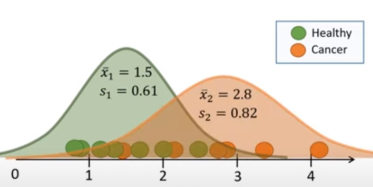 Healthy
Cancer
x̄₁ = 1.5
s₁ = 0.61
x̄₂ = 2.8
s₂ = 0.82
0 1 2 3 4